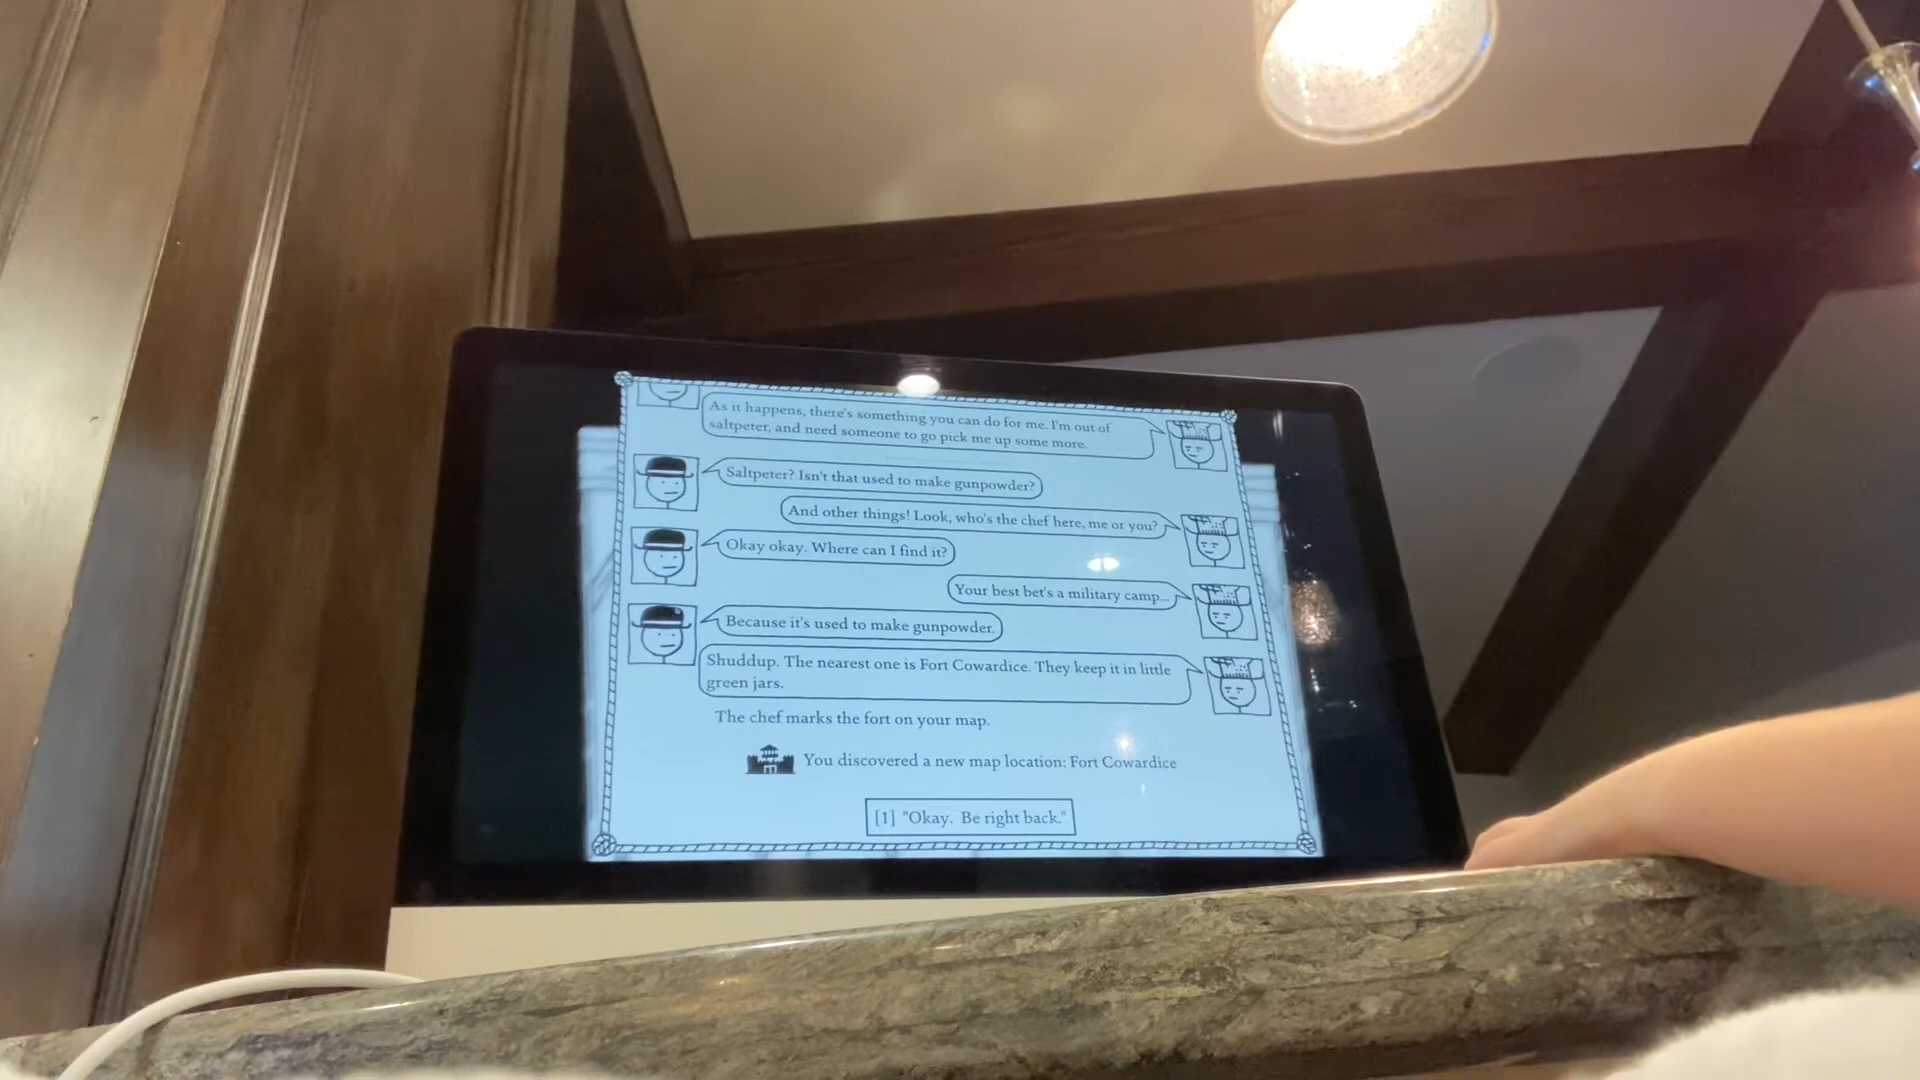 As it happens, there's something you can do for me. I'm out of
saltpeter, and need someone to go pick me up some more.
Saltpeter? Isn't that used to make gunpowder?
And other things! Look, who's the chef here, me or you?
Okay okay. Where can I find it?
Your best bet's a military camp...
Because it's used to make gunpowder.
Shuddup. The nearest one is Fort Cowardice. They keep it in little
green jars.
The chef marks the fort on your map.
You discovered a new map location: Fort Cowardice
[1] "Okay. Be right back."